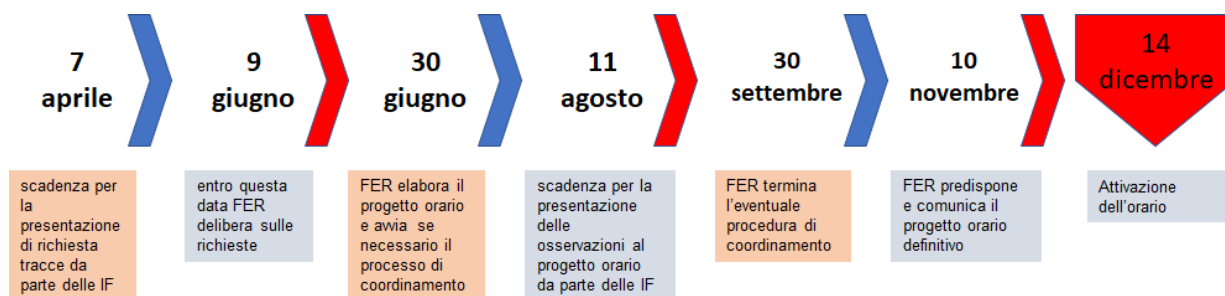 7
aprile
9
giugno
30
giugno
11
agosto
30
settembre
10
novembre
14
dicembre
scadenza per
la
presentazione
di richiesta
tracce da
parte delle IF
entro questa
data FER
delibera sulle
richieste
FER elabora il
progetto orario
e avvia se
necessario il
processo di
coordinamento
scadenza per la
presentazione
delle
osservazioni al
progetto orario
da parte delle IF
FER termina
l'eventuale
procedura di
coordinamento
FER predispone
e comunica il
progetto orario
definitivo
Attivazione
dell'orario